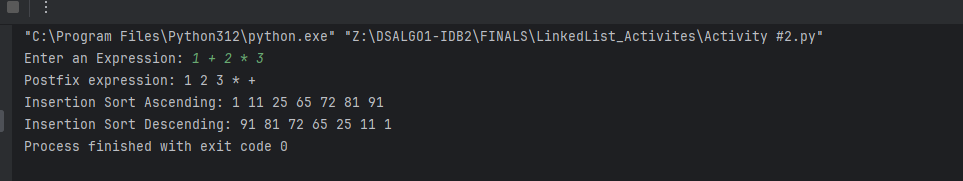 "C:\Program Files\Python312\python.exe" "Z:\DSALGO1-IDB2\FINALS\LinkedList_Activites\Activity #2.py"
Enter an Expression: 1 + 2 * 3
Postfix expression: 1 2 3 * +
Insertion Sort Ascending: 1 11 25 65 72 81 91
Insertion Sort Descending: 91 81 72 65 25 11 1
Process finished with exit code 0